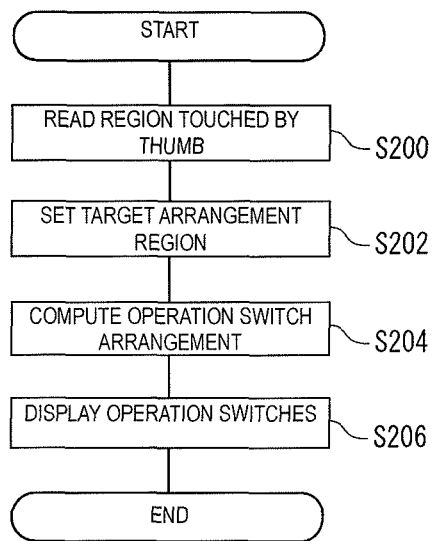 START
READ REGION TOUCHED BY
THUMB
S200
SET TARGET ARRANGEMENT
REGION
S202
COMPUTE OPERATION SWITCH
ARRANGEMENT
S204
DISPLAY OPERATION SWITCHES
S206
END